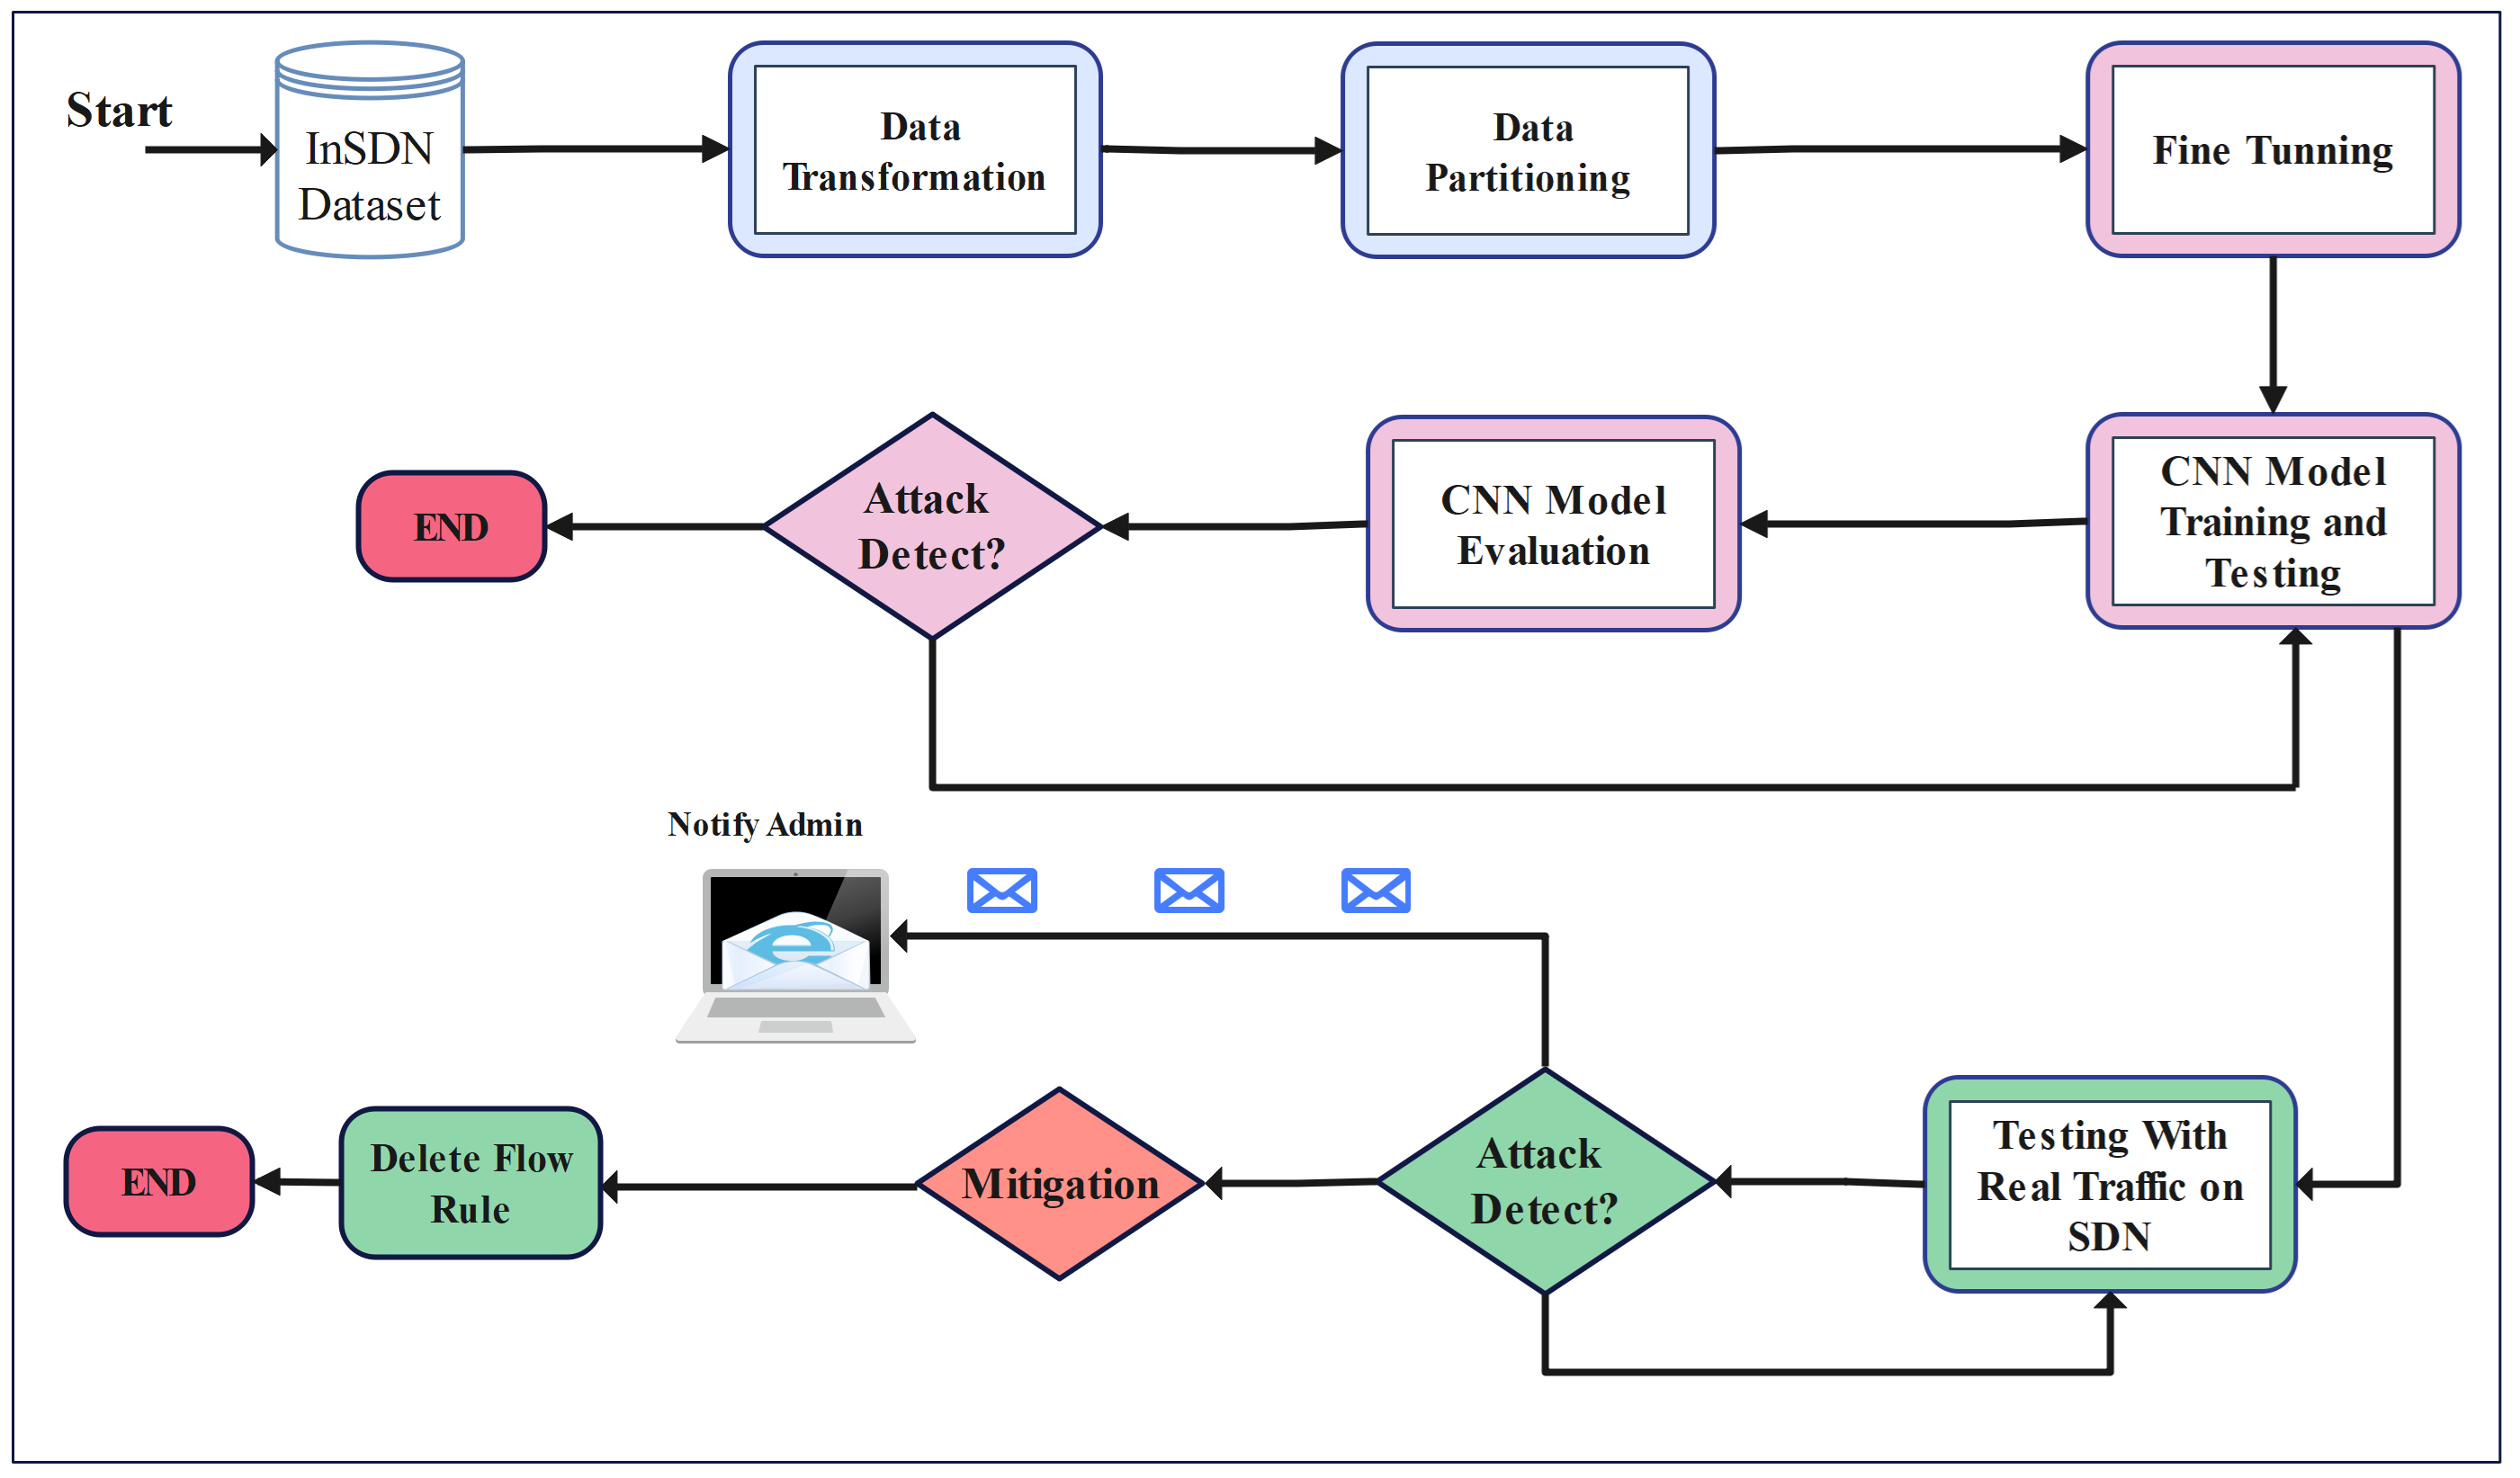 Start
InSDN
Dataset
Data
Transformation
Data
Partitioning
Fine Tunning
END
Attack
Detect?
CNN Model
Evaluation
CNN Model
Training and
Testing
Notify Admin
END
Delete Flow
Rule
Mitigation
Attack
Detect?
Testing With
Real Traffic on
SDN